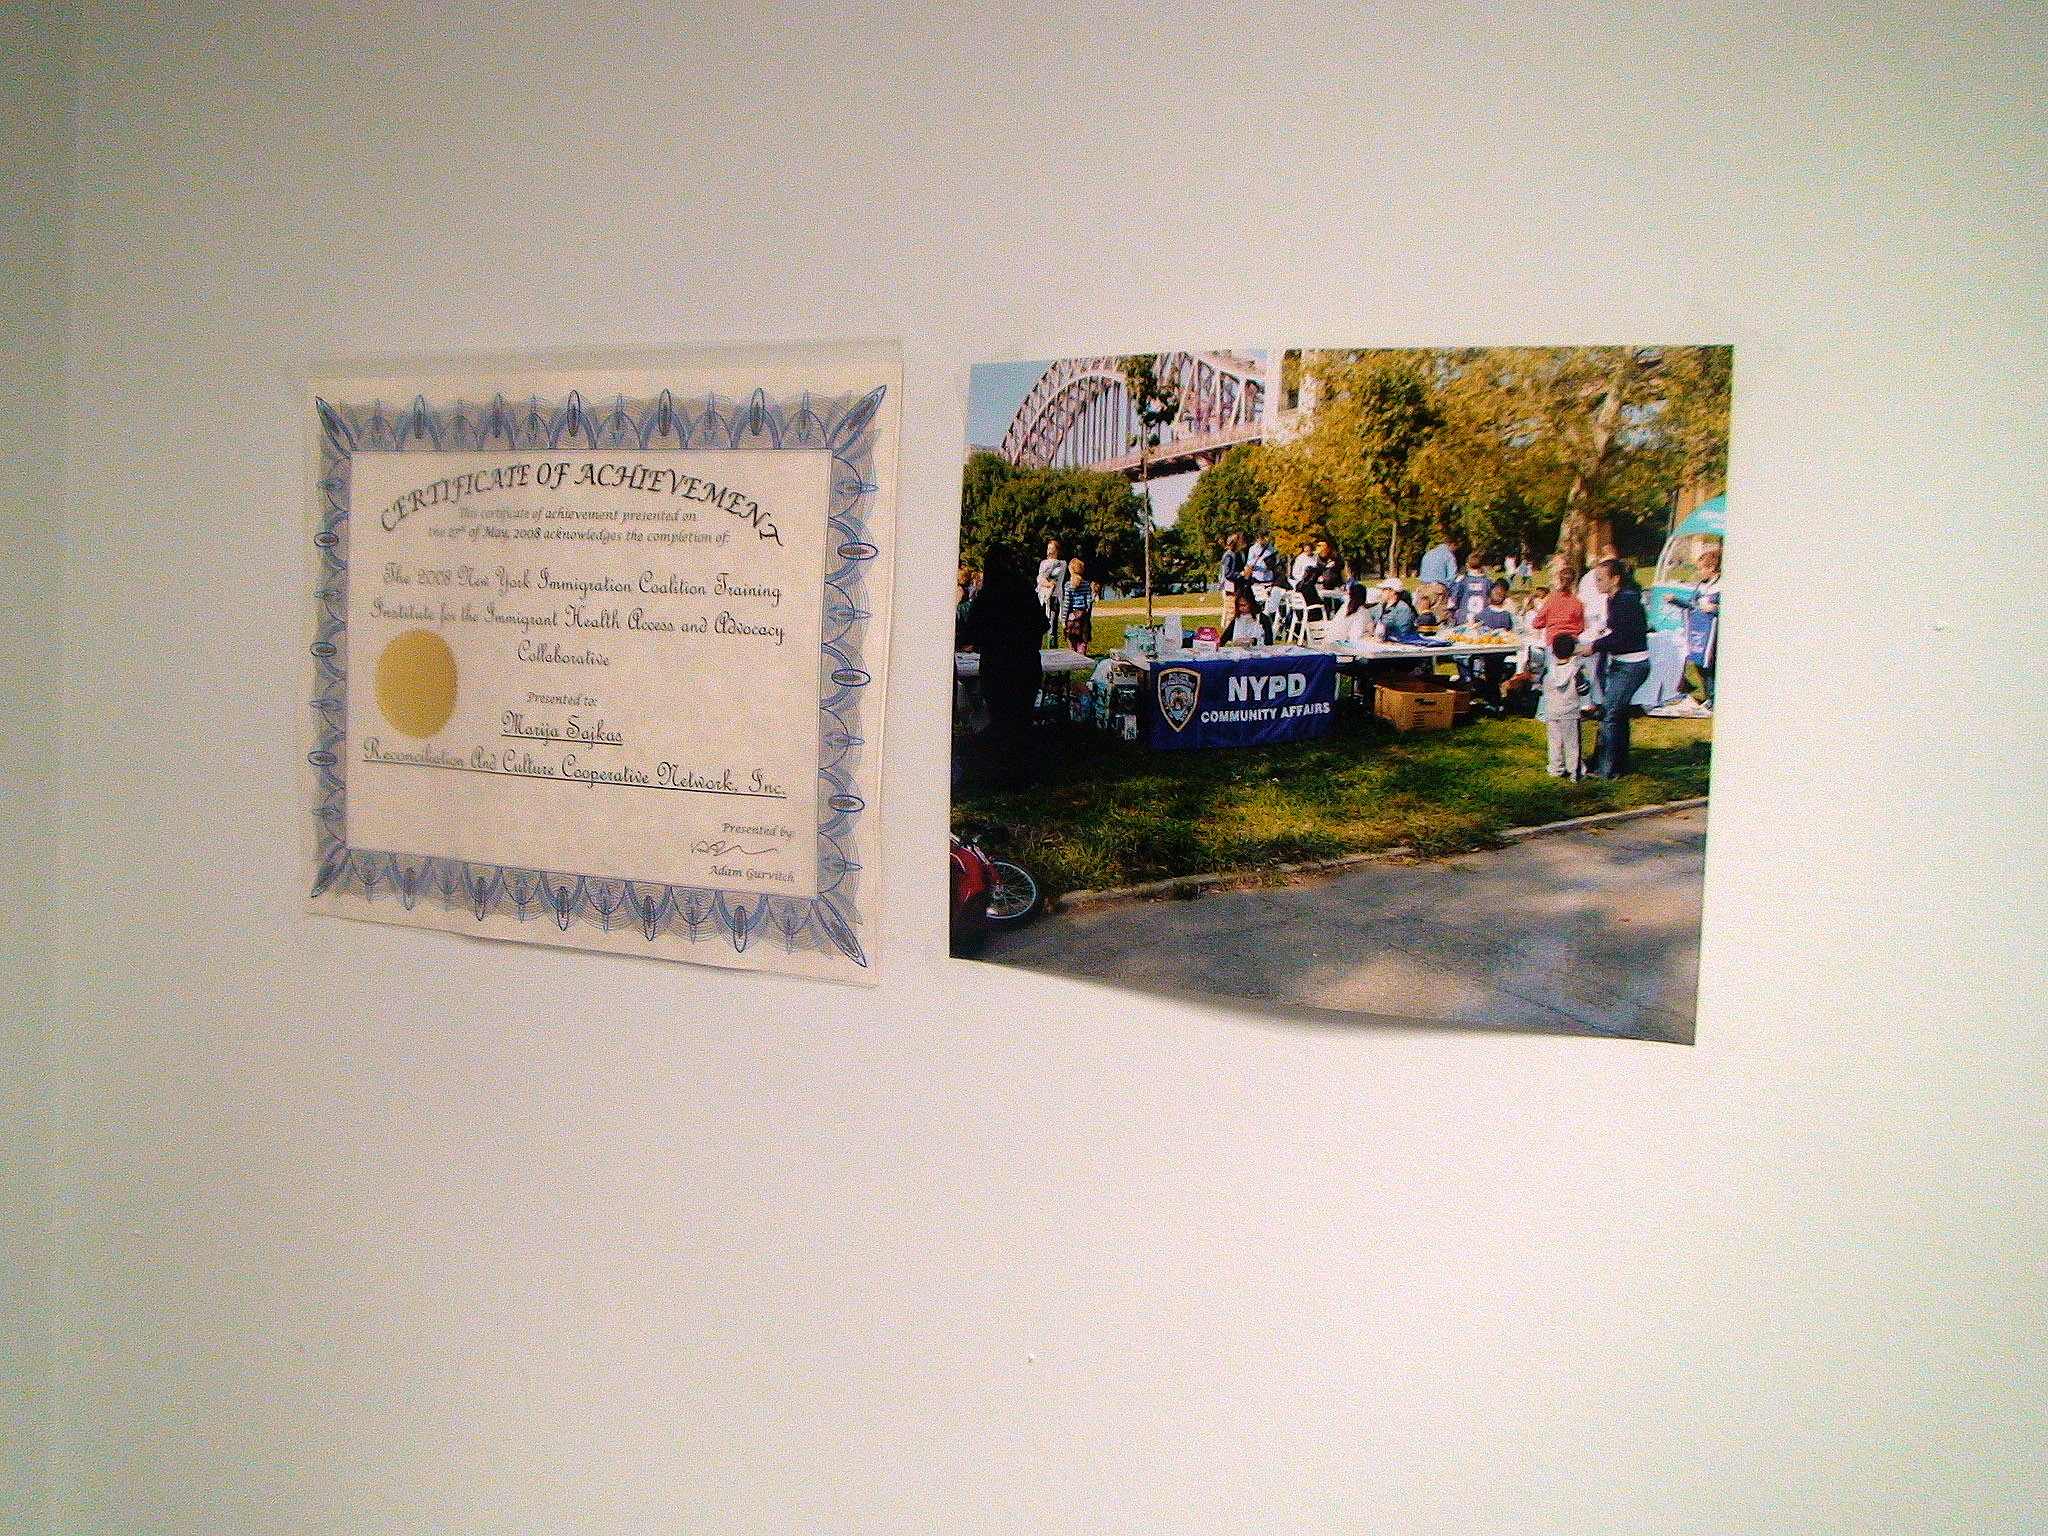 CERTIFICATE OF ACHIEVEMENT
This certificate of achievement presented on
the 29th of May, 2008 acknowledges the completion of:
The 2008 New York Immigration Coalition Training
Institute for the Immigrant Health Access and Advocacy
Collaborative
Presented to:
Marija Sajkas
Reconciliation And Culture Cooperative Network, Inc.
Presented by:
Adam Gurvitch
NYPD
COMMUNITY AFFAIRS